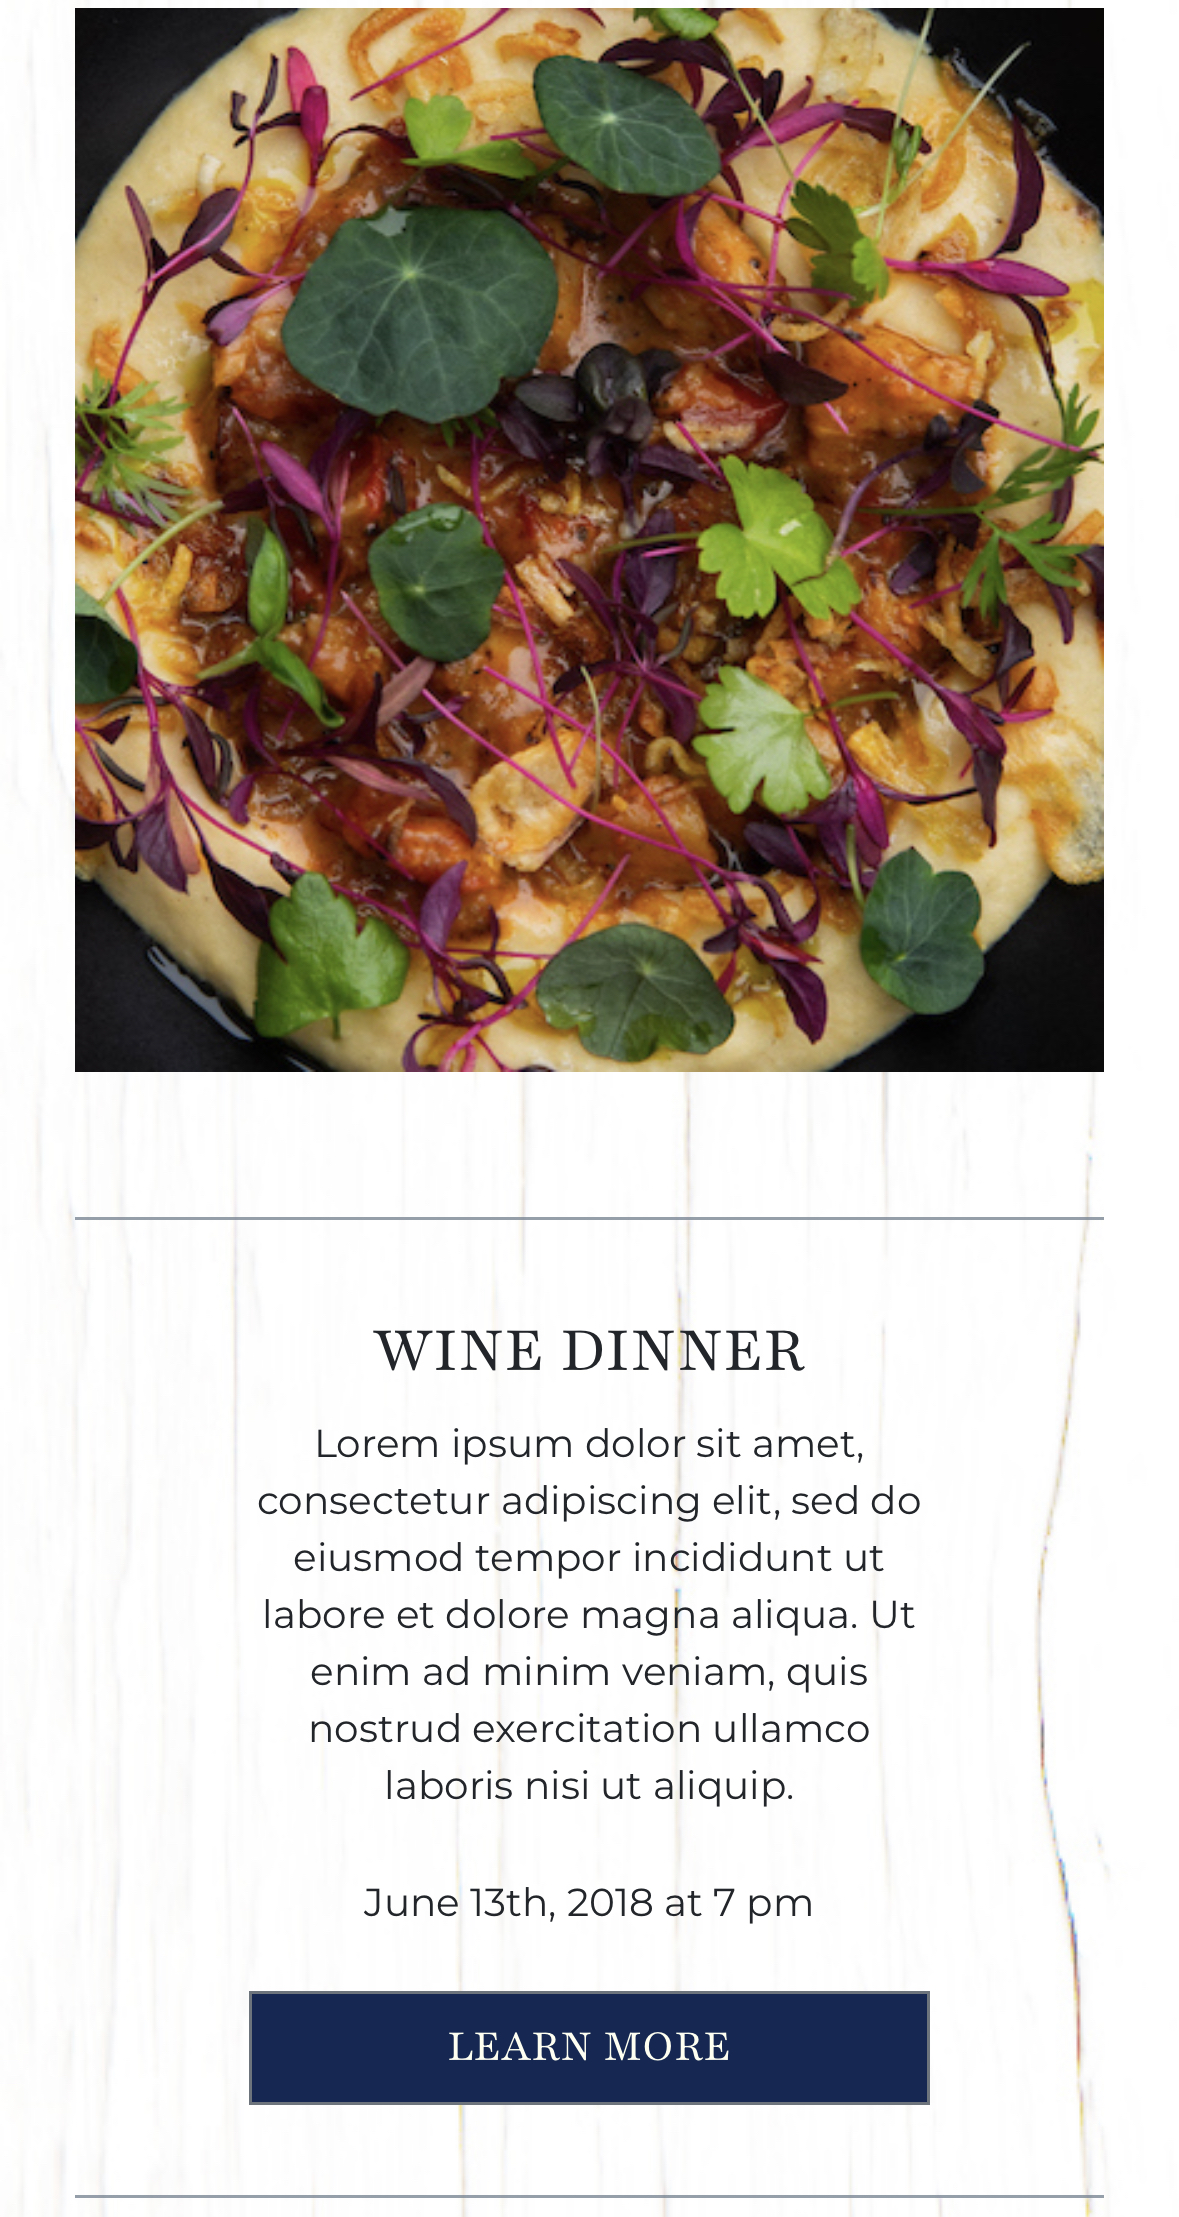 WINE DINNER
Lorem ipsum dolor sit amet,
consectetur adipiscing elit, sed do
eiusmod tempor incididunt ut
labore et dolore magna aliqua. Ut
enim ad minim veniam, quis
nostrud exercitation ullamco
laboris nisi ut aliquip.
June 13th, 2018 at 7 pm
LEARN MORE